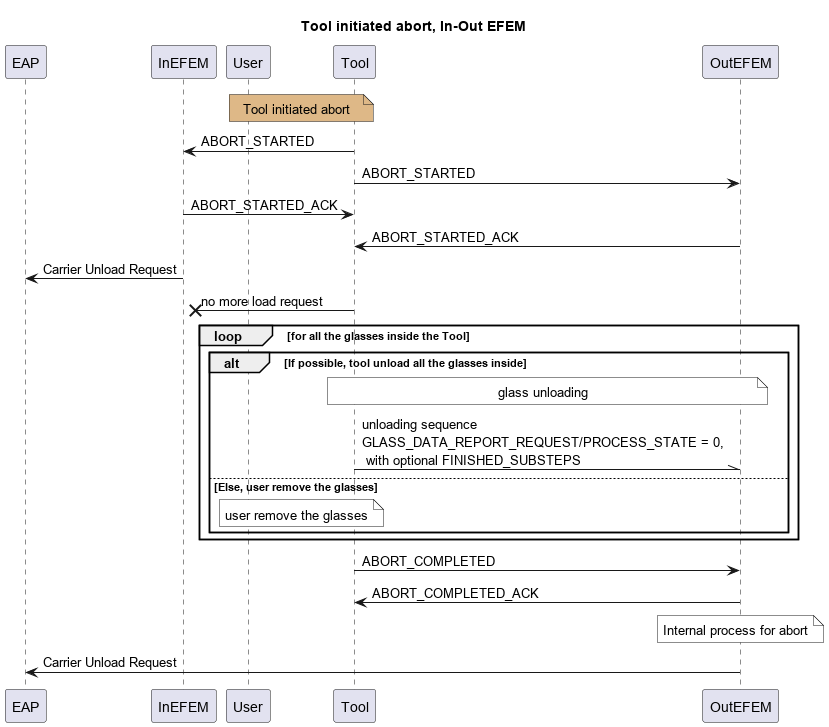 Tool initiated abort, In-Out EFEM
EAP InEFEM User Tool OutEFEM
Tool initiated abort
ABORT_STARTED
ABORT_STARTED
ABORT_STARTED_ACK
ABORT_STARTED_ACK
Carrier Unload Request
no more load request
loop [for all the glasses inside the Tool]
alt [If possible, tool unload all the glasses inside]
glass unloading
unloading sequence
GLASS_DATA_REPORT_REQUEST/PROCESS_STATE = 0,
with optional FINISHED_SUBSTEPS
[Else, user remove the glasses]
user remove the glasses
ABORT_COMPLETED
ABORT_COMPLETED_ACK
Internal process for abort
Carrier Unload Request
EAP InEFEM User Tool OutEFEM